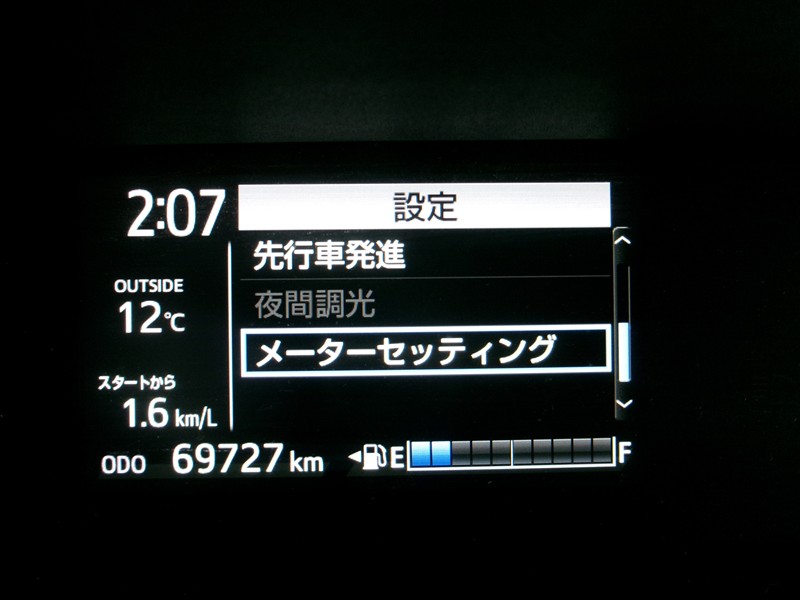 2:07
設定
先行車発進
夜間調光
メーターセッティング
OUTSIDE
12℃
スタートから
1.6 km/L
ODO 69727 km
E F